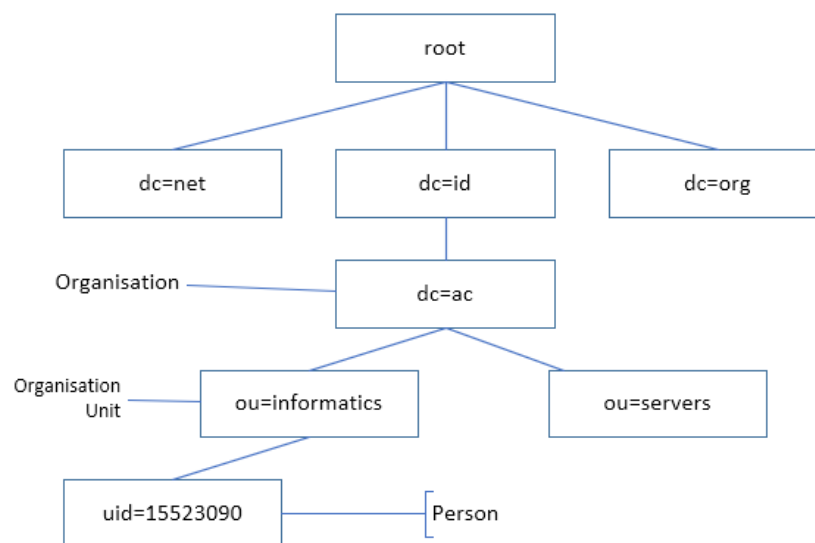 root
dc=net
dc=id
dc=org
Organisation
dc=ac
Organisation
Unit
ou=informatics
ou=servers
uid=15523090
Person